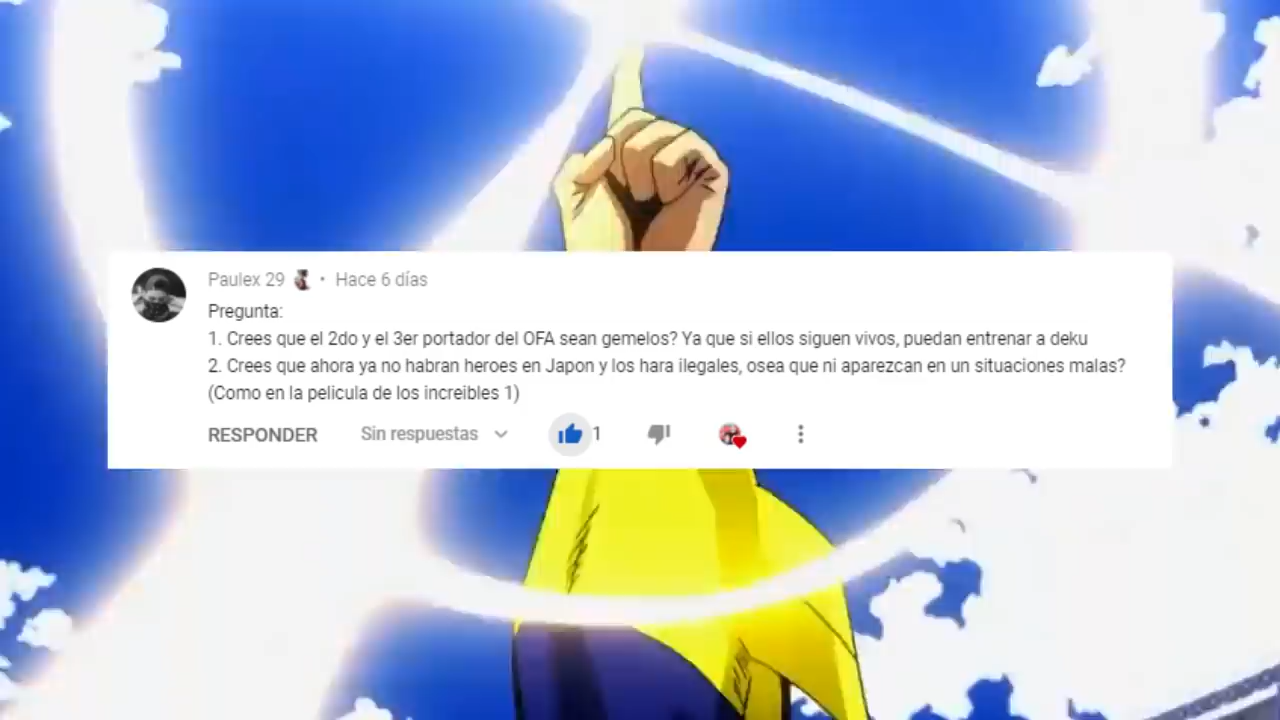 Paulex 29 • Hace 6 días
Pregunta:
1. Crees que el 2do y el 3er portador del OFA sean gemelos? Ya que si ellos siguen vivos, puedan entrenar a deku
2. Crees que ahora ya no habran heroes en Japon y los hara ilegales, osea que ni aparezcan en un situaciones malas?
(Como en la pelicula de los increibles 1)
RESPONDER Sin respuestas 1